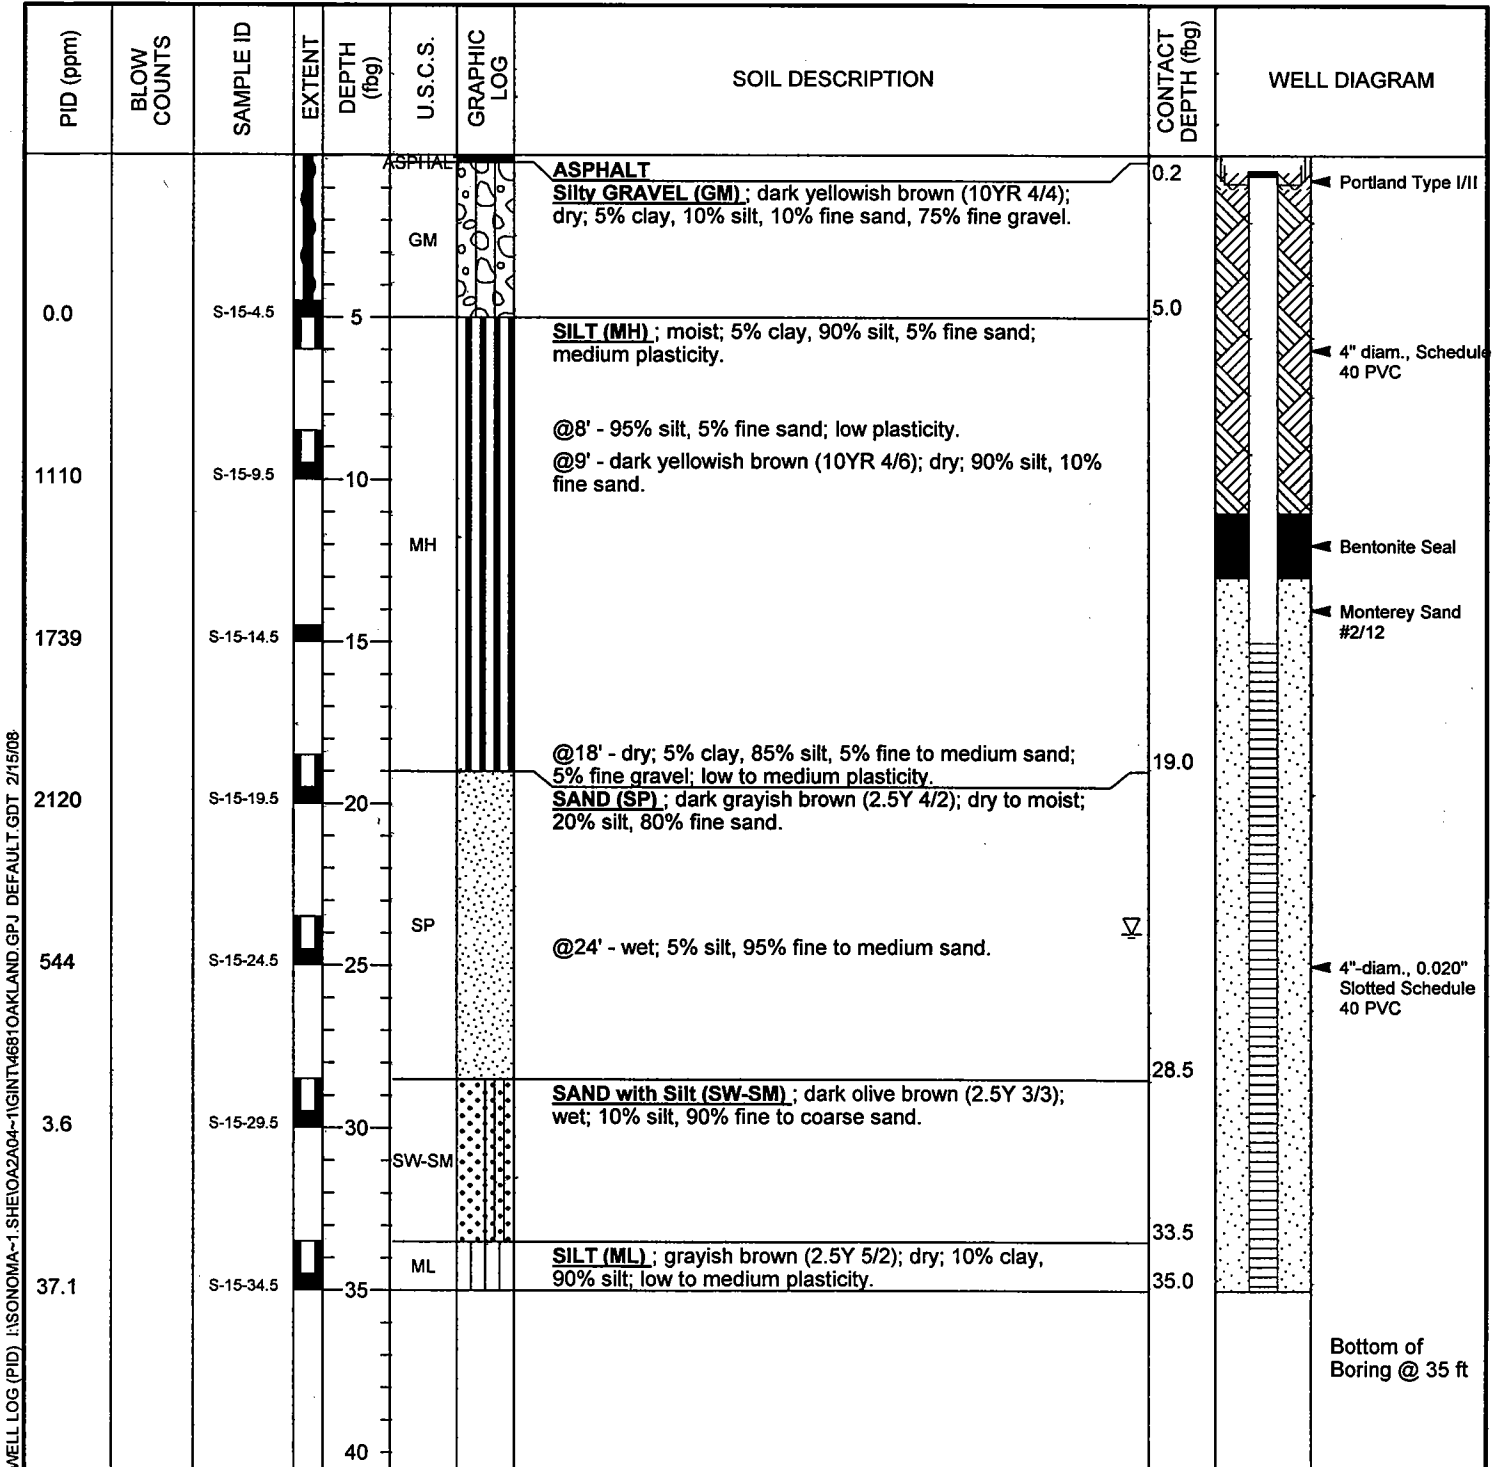 PID (ppm)
BLOW
COUNTS
SAMPLE ID
EXTENT
DEPTH
(fbg)
U.S.C.S.
GRAPHIC
LOG
SOIL DESCRIPTION
CONTACT
DEPTH (fbg)
WELL DIAGRAM
ASPHAL
ASPHALT
0.2
Portland Type I/II
Silty GRAVEL (GM) ; dark yellowish brown (10YR 4/4);
dry; 5% clay, 10% silt, 10% fine sand, 75% fine gravel.
GM
0.0
S-15-4.5
5
5.0
SILT (MH) ; moist; 5% clay, 90% silt, 5% fine sand;
medium plasticity.
4" diam., Schedule
40 PVC
@8' - 95% silt, 5% fine sand; low plasticity.
@9' - dark yellowish brown (10YR 4/6); dry; 90% silt, 10%
fine sand.
1110
S-15-9.5
10
MH
Bentonite Seal
Monterey Sand
#2/12
1739
S-15-14.5
15
@18' - dry; 5% clay, 85% silt, 5% fine to medium sand;
5% fine gravel; low to medium plasticity.
19.0
2120
S-15-19.5
20
SAND (SP) ; dark grayish brown (2.5Y 4/2); dry to moist;
20% silt, 80% fine sand.
SP
@24' - wet; 5% silt, 95% fine to medium sand.
544
S-15-24.5
25
4"-diam., 0.020"
Slotted Schedule
40 PVC
28.5
SAND with Silt (SW-SM) ; dark olive brown (2.5Y 3/3);
wet; 10% silt, 90% fine to coarse sand.
3.6
S-15-29.5
30
SW-SM
33.5
SILT (ML) ; grayish brown (2.5Y 5/2); dry; 10% clay,
90% silt; low to medium plasticity.
ML
37.1
S-15-34.5
35
35.0
Bottom of
Boring @ 35 ft
40
WELL LOG (PID) I:\SONOMA~1.SHE\OA2A04~1\GINT\46810AKLAND.GPJ DEFAULT.GDT 2/15/08